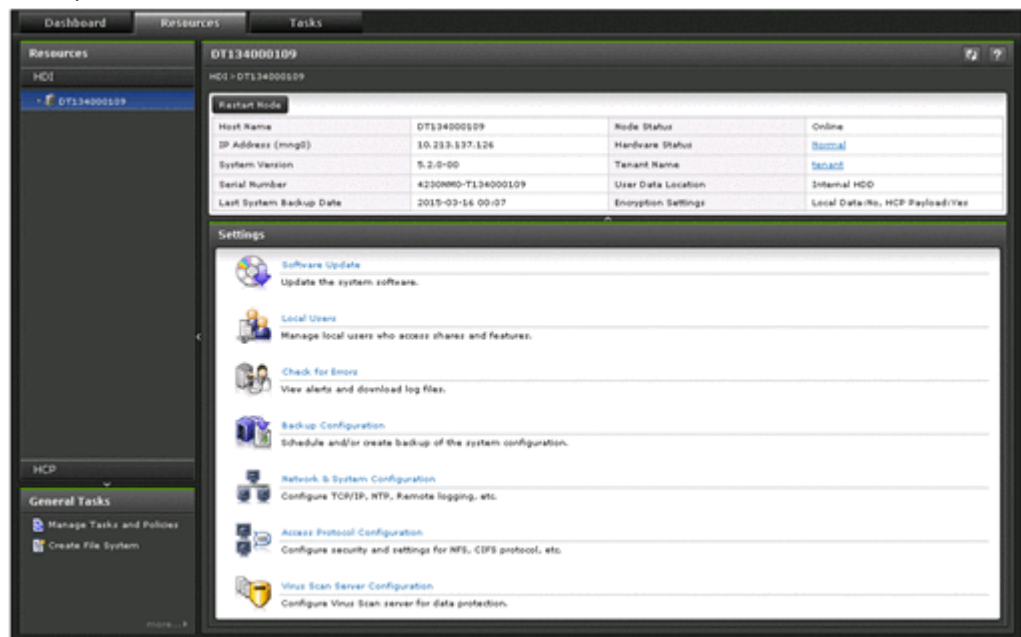 Dashboard Resources Tasks
Resources
HDI
DT134000109
HCP
General Tasks
Manage Tasks and Policies
Create File System
more...
DT134000109
HDI > DT134000109
Restart Node
Host Name DT134000109 Node Status Online
IP Address (mng0) 10.213.137.126 Hardware Status Normal
System Version 5.2.0-00 Tenant Name tenant
Serial Number 4230NM0-T134000109 User Data Location Internal HDD
Last System Backup Date 2015-03-16 00:07 Encryption Settings Local Data:No, HCP Payload:Yes
Settings
Software Update
Update the system software.
Local Users
Manage local users who access shares and features.
Check for Errors
View alerts and download log files.
Backup Configuration
Schedule and/or create backup of the system configuration.
Network & System Configuration
Configure TCP/IP, NTP, Remote logging, etc.
Access Protocol Configuration
Configure security and settings for NFS, CIFS protocol, etc.
Virus Scan Server Configuration
Configure Virus Scan server for data protection.